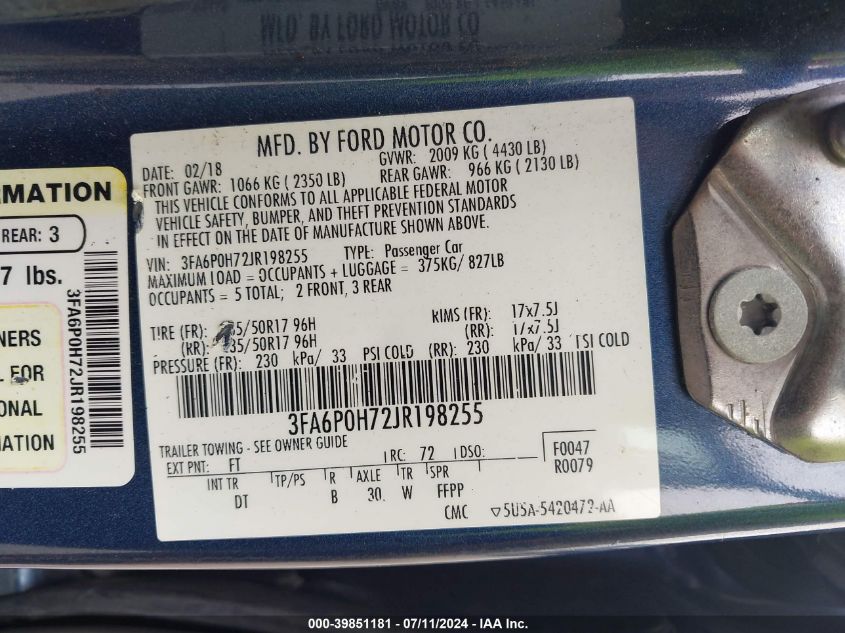 MFD. BY FORD MOTOR CO.
MFD. BY FORD MOTOR CO.
DATE: 02/18 GVWR: 2009 KG ( 4430 LB)
FRONT GAWR: 1066 KG ( 2350 LB) REAR GAWR: 966 KG ( 2130 LB)
THIS VEHICLE CONFORMS TO ALL APPLICABLE FEDERAL MOTOR
VEHICLE SAFETY, BUMPER, AND THEFT PREVENTION STANDARDS
IN EFFECT ON THE DATE OF MANUFACTURE SHOWN ABOVE.
VIN: 3FA6P0H72JR198255 TYPE: Passenger Car
MAXIMUM LOAD = OCCUPANTS + LUGGAGE = 375KG/ 827LB
OCCUPANTS = 5 TOTAL; 2 FRONT, 3 REAR
TIRE (FR): 35/50R17 96H RIMS (FR): 17x7.5J
(RR): 235/50R17 96H (RR): 17x7.5J
PRESSURE (FR): 230 kPa/ 33 PSI COLD (RR): 230 kPa/ 33 PSI COLD
3FA6P0H72JR198255
TRAILER TOWING - SEE OWNER GUIDE
EXT PNT: FT RC: 72 DSO: F0047
R0079
INT TR TP/PS R AXLE TR SPR
DT B 30 W FFPP
CMC 5U5A-5420472-AA
RMATION
REAR: 3
7 lbs.
NERS
FOR
ONAL
MATION
3FA6P0H72JR198255
000-39851181 - 07/11/2024 - IAA Inc.